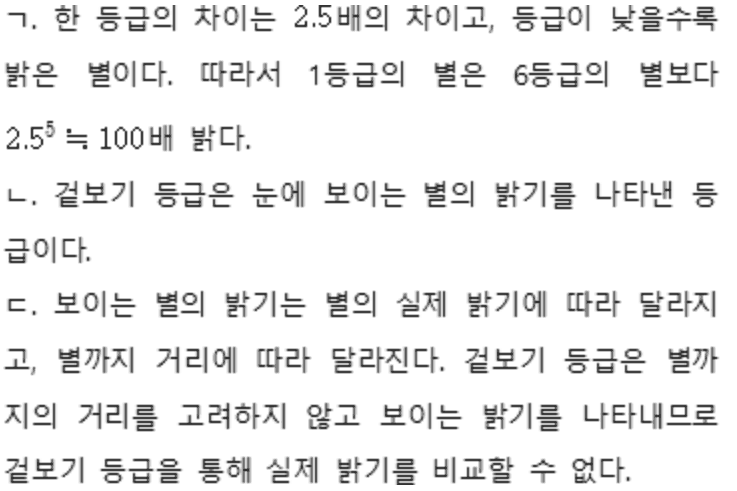 ㄱ. 한 등급의 차이는 2.5배의 차이고, 등급이 낮을수록
밝은 별이다. 따라서 1등급의 별은 6등급의 별보다
2.5⁵ ≒ 100배 밝다.
ㄴ. 겉보기 등급은 눈에 보이는 별의 밝기를 나타낸 등
급이다.
ㄷ. 보이는 별의 밝기는 별의 실제 밝기에 따라 달라지
고, 별까지 거리에 따라 달라진다. 겉보기 등급은 별까
지의 거리를 고려하지 않고 보이는 밝기를 나타내므로
겉보기 등급을 통해 실제 밝기를 비교할 수 없다.